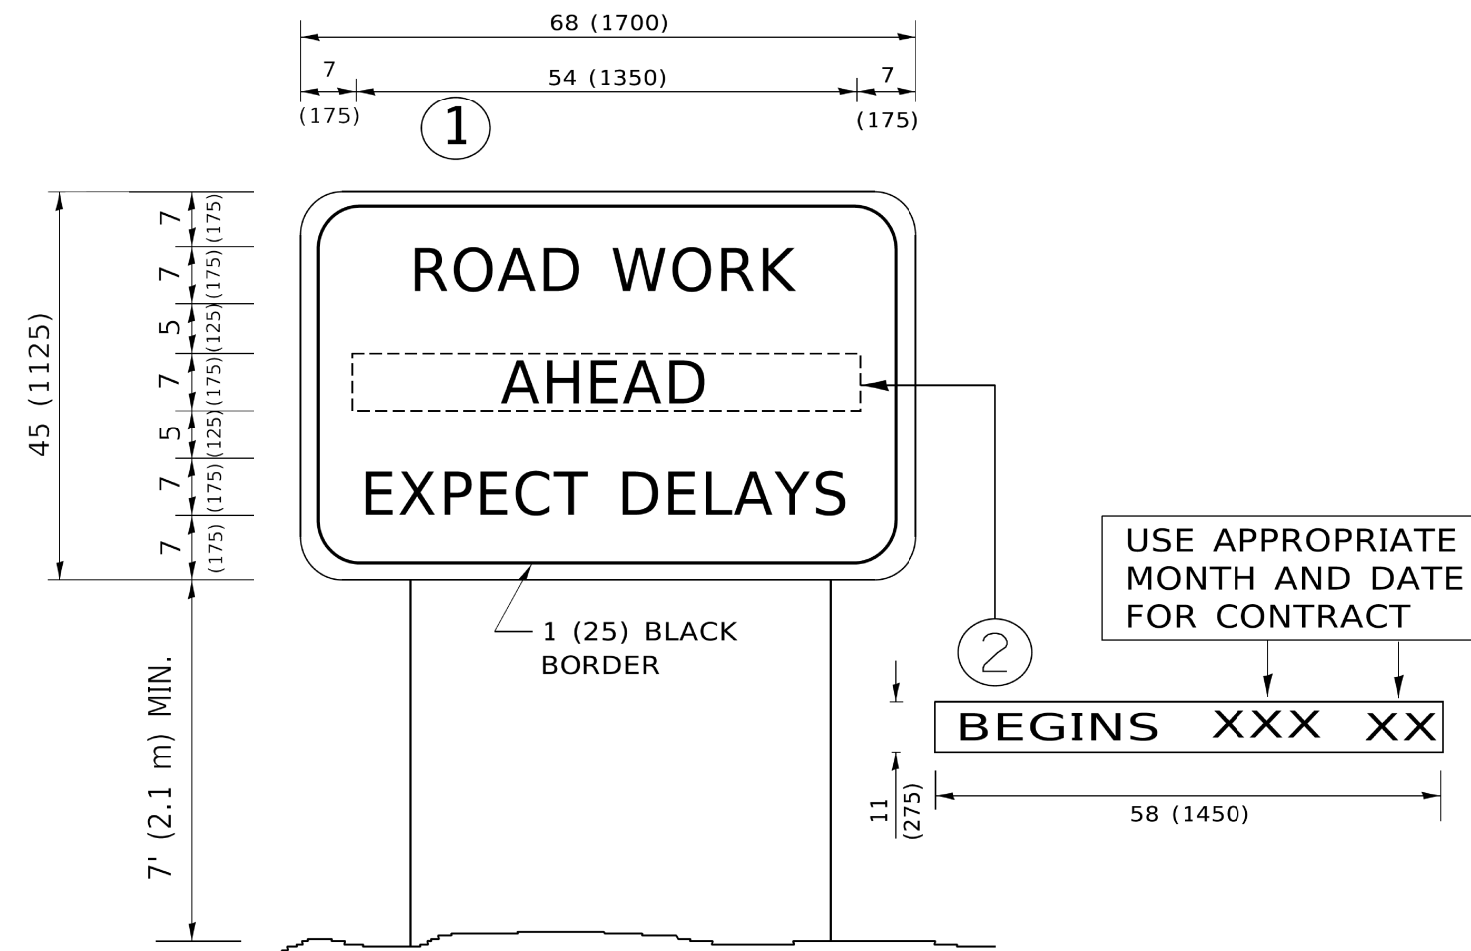 68 (1700)
7
54 (1350)
7
(175)
(175)
1
7
(175)
7
(175)
5
(125)
7
(175)
5
(125)
7
(175)
7
(175)
45 (1125)
ROAD WORK
AHEAD
EXPECT DELAYS
1 (25) BLACK
BORDER
7' (2.1 m) MIN.
USE APPROPRIATE
MONTH AND DATE
FOR CONTRACT
2
BEGINS XXX XX
11
(275)
58 (1450)